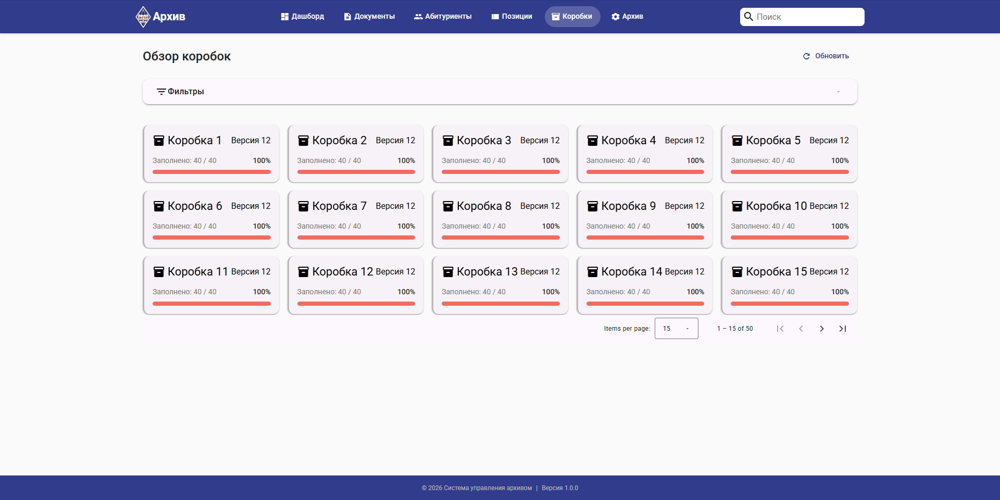 Архив
Дашборд Документы Абитуриенты Позиции Коробки Архив
Поиск
Обзор коробок
Обновить
Фильтры
Коробка 1 Версия 12
Заполнено: 40 / 40 100%
Коробка 2 Версия 12
Заполнено: 40 / 40 100%
Коробка 3 Версия 12
Заполнено: 40 / 40 100%
Коробка 4 Версия 12
Заполнено: 40 / 40 100%
Коробка 5 Версия 12
Заполнено: 40 / 40 100%
Коробка 6 Версия 12
Заполнено: 40 / 40 100%
Коробка 7 Версия 12
Заполнено: 40 / 40 100%
Коробка 8 Версия 12
Заполнено: 40 / 40 100%
Коробка 9 Версия 12
Заполнено: 40 / 40 100%
Коробка 10 Версия 12
Заполнено: 40 / 40 100%
Коробка 11 Версия 12
Заполнено: 40 / 40 100%
Коробка 12 Версия 12
Заполнено: 40 / 40 100%
Коробка 13 Версия 12
Заполнено: 40 / 40 100%
Коробка 14 Версия 12
Заполнено: 40 / 40 100%
Коробка 15 Версия 12
Заполнено: 40 / 40 100%
Items per page: 15 1 – 15 of 50
© 2026 Система управления архивом | Версия 1.0.0